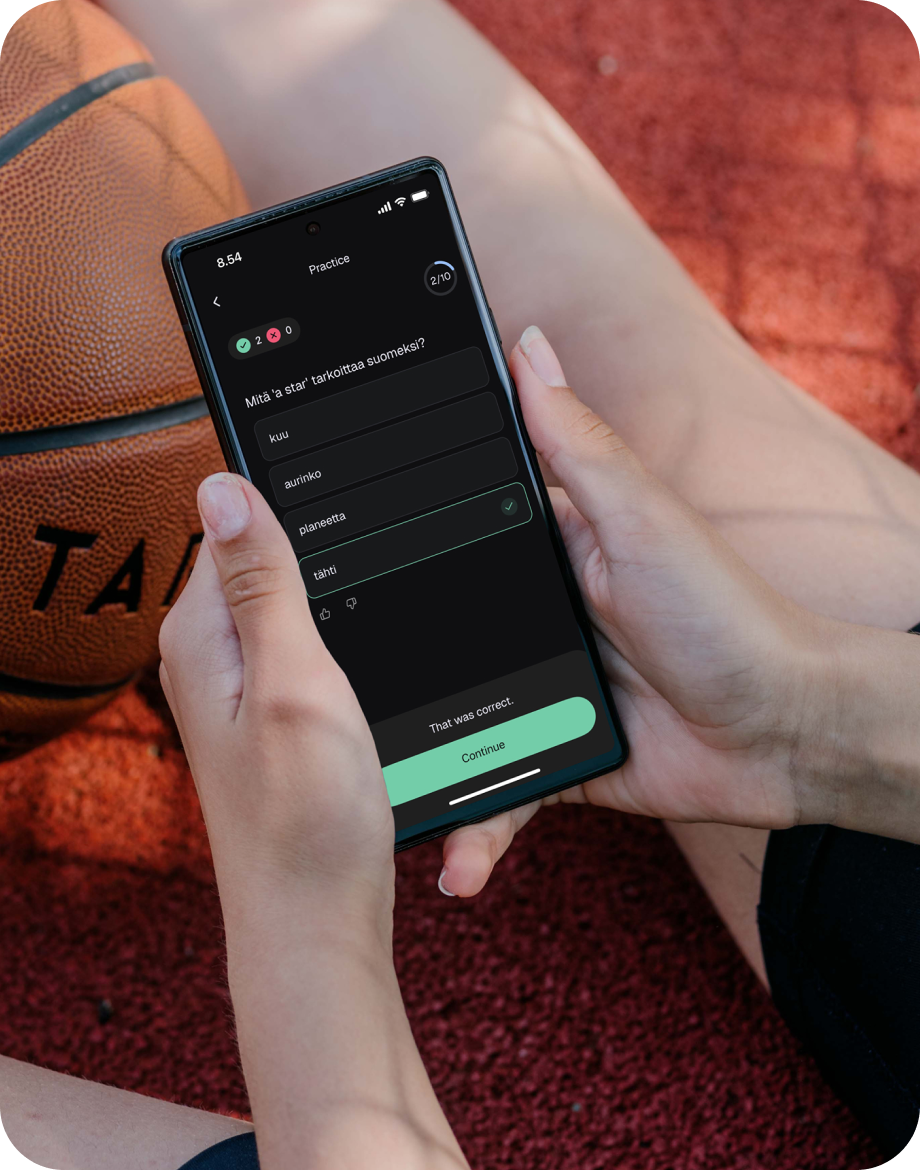 8.54
Practice
2/10
2 0
Mitä 'a star' tarkoittaa suomeksi?
kuu
aurinko
planeetta
tähti
That was correct.
Continue
TAR